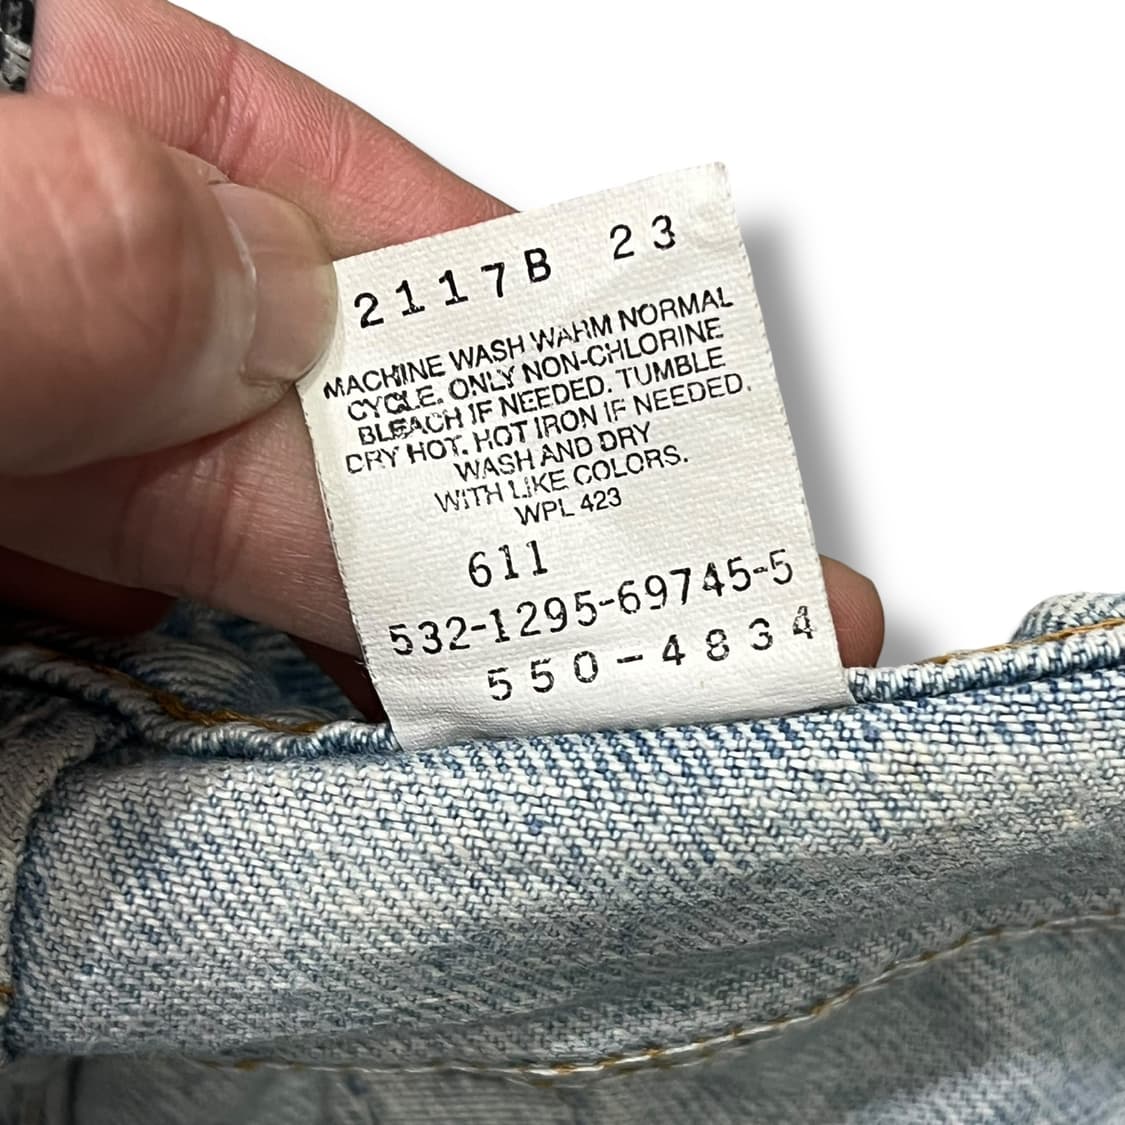 2117B 23
MACHINE WASH WARM NORMAL
CYCLE. ONLY NON-CHLORINE
BLEACH IF NEEDED. TUMBLE
DRY HOT. HOT IRON IF NEEDED.
WASH AND DRY
WITH LIKE COLORS.
WPL 423
611
532-1295-69745-5
550-4834